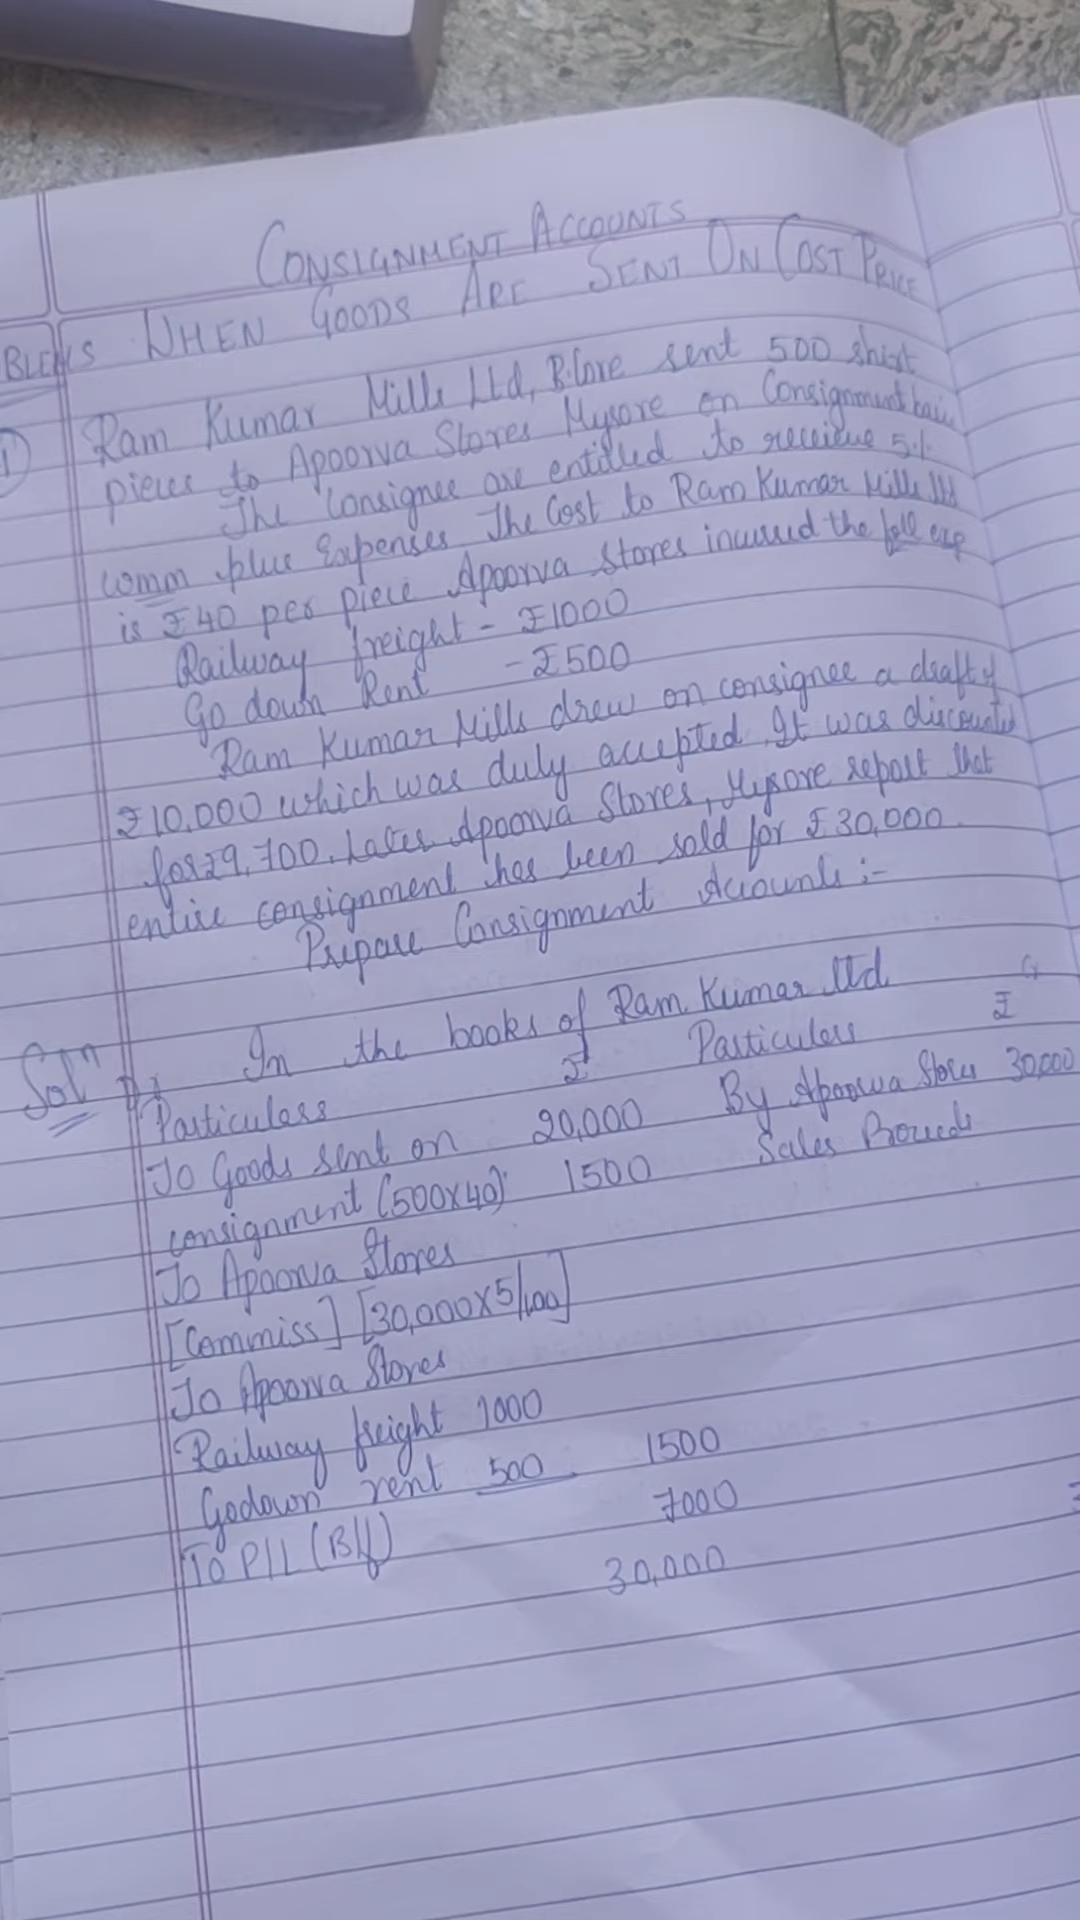 CONSIGNMENT ACCOUNTS
BLEMS WHEN GOODS ARE SENT ON COST PRICE
1) Ram Kumar Mills Ltd, B.lore sent 500 shirt
pieces to Apoorva Stores Mysore on Consignment basis
The Consignee are entitled to receieve 5%
comm plus Expenses The Cost to Ram Kumar Mills ltd
is ₹40 per piece Apoorva Stores incurred the foll exp
Railway freight - ₹1000
Go down Rent - ₹500
Ram Kumar Mills drew on consignee a draft of
₹10,000 which was duly accepted. It was discounted
for ₹9,700. Later Apoorva Stores, Mysore report that
entire consignment has been sold for ₹30,000.
Prepare Consignment Accounts :-
Solⁿ In the books of Ram Kumar ltd
Dr Cr
Particulars ₹ Particulars ₹
To Goods sent on 20,000 By Apoorva Stores 30,000
consignment (500x40) 1500 Sales
To Apoorva Stores
[Commiss] [30,000x5/100]
To Apoorva Stores
Railway freight 1000
Godown rent 500 1500
To P/L (B/f) 7000
30,000